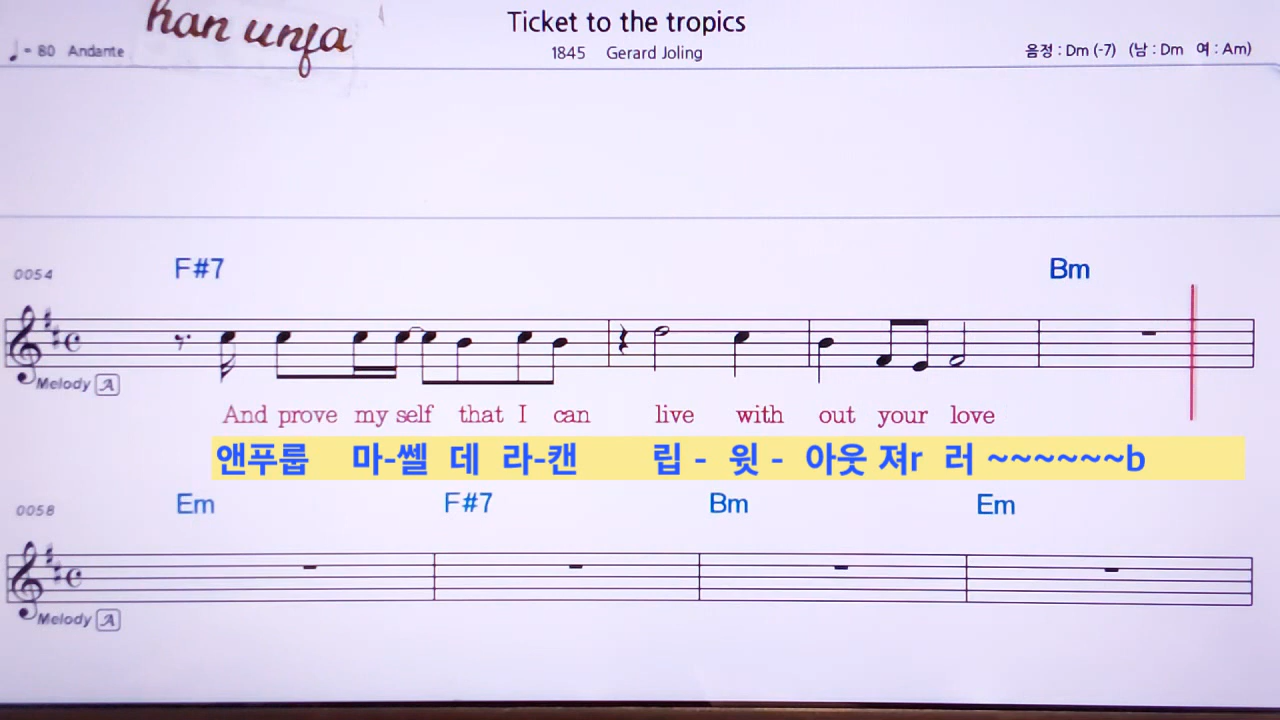 han unfa
Ticket to the tropics
♩ = 80 Andante
1845 Gerard Joling
음정 : Dm (-7) (남 : Dm 여 : Am)
0054 F#7 Bm
Melody A
And prove my self that I can live with out your love
앤푸룹 마-쎌 데 라-캔 립 - 윗 - 아웃 져r 러 ~~~~~~b
0058 Em F#7 Bm Em
Melody A